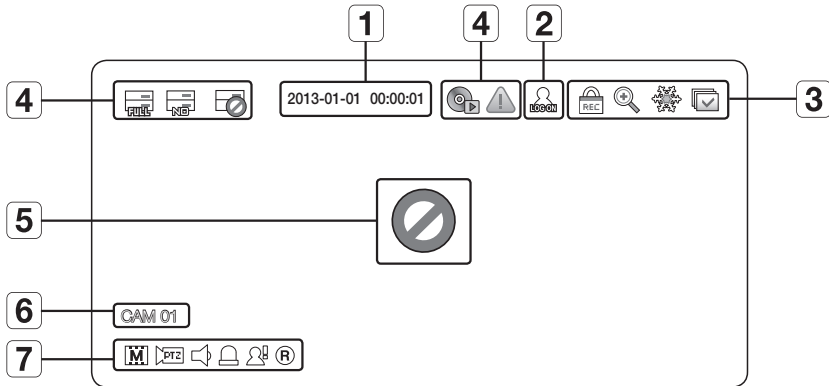 1
4
2
4
FULL
NO
2013-01-01 00:00:01
LOG ON
REC
3
5
6
CAM 01
7
M
PTZ
R